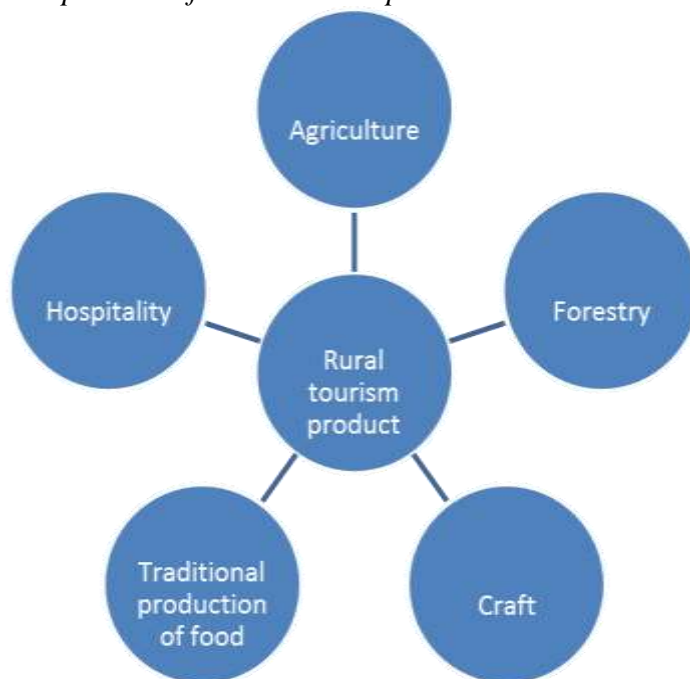 Agriculture
Hospitality
Forestry
Rural
tourism
product
Traditional
production
of food
Craft